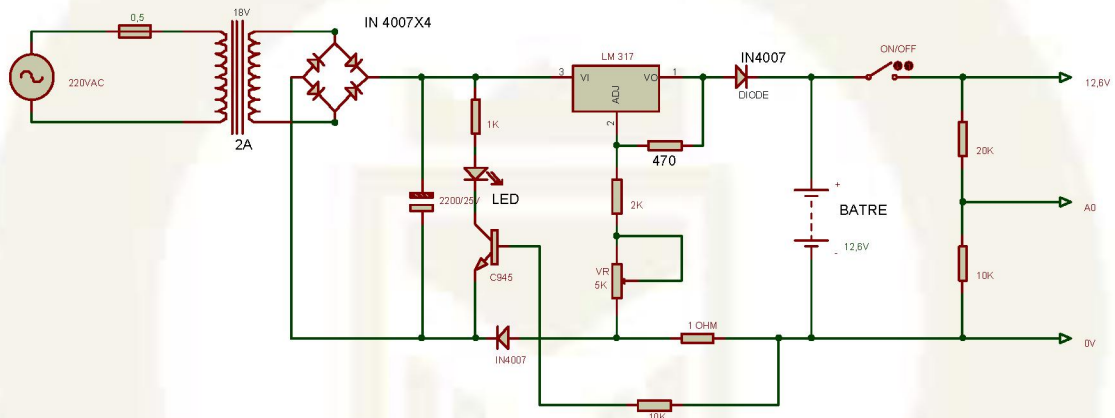 0,5
18V
220VAC
2A
IN 4007X4
1K
LED
2200/25V
C945
LM 317
3
VI
VO
1
ADJ
2
IN4007
DIODE
470
2K
VR
5K
IN4007
1 OHM
10K
BATRE
+
-
12,6V
ON/OFF
20K
10K
12,6V
A0
0V